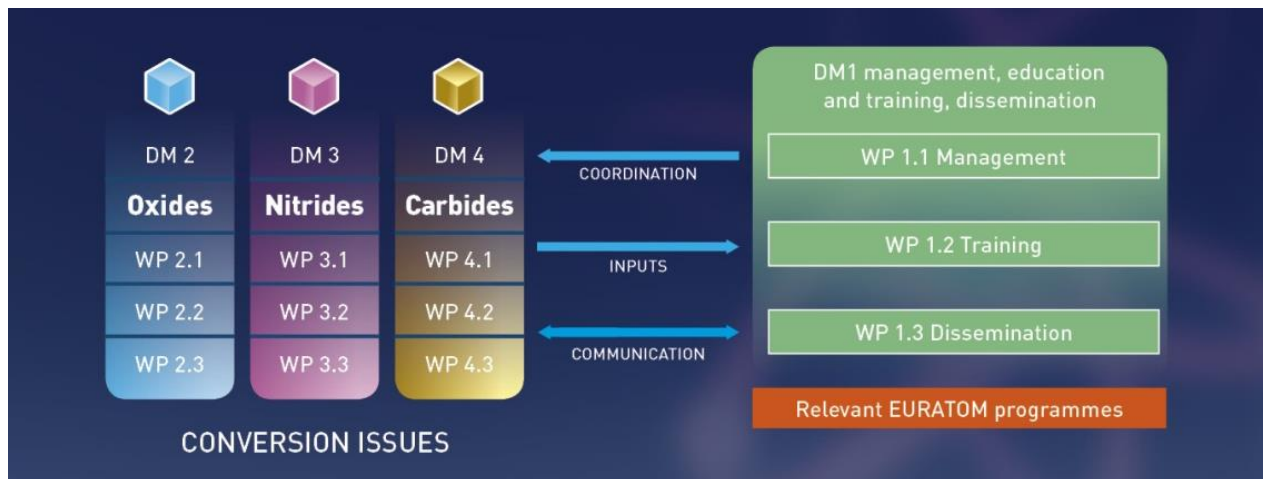 DM 2
Oxides
WP 2.1
WP 2.2
WP 2.3
DM 3
Nitrides
WP 3.1
WP 3.2
WP 3.3
DM 4
Carbides
WP 4.1
WP 4.2
WP 4.3
CONVERSION ISSUES
COORDINATION
INPUTS
COMMUNICATION
DM1 management, education
and training, dissemination
WP 1.1 Management
WP 1.2 Training
WP 1.3 Dissemination
Relevant EURATOM programmes